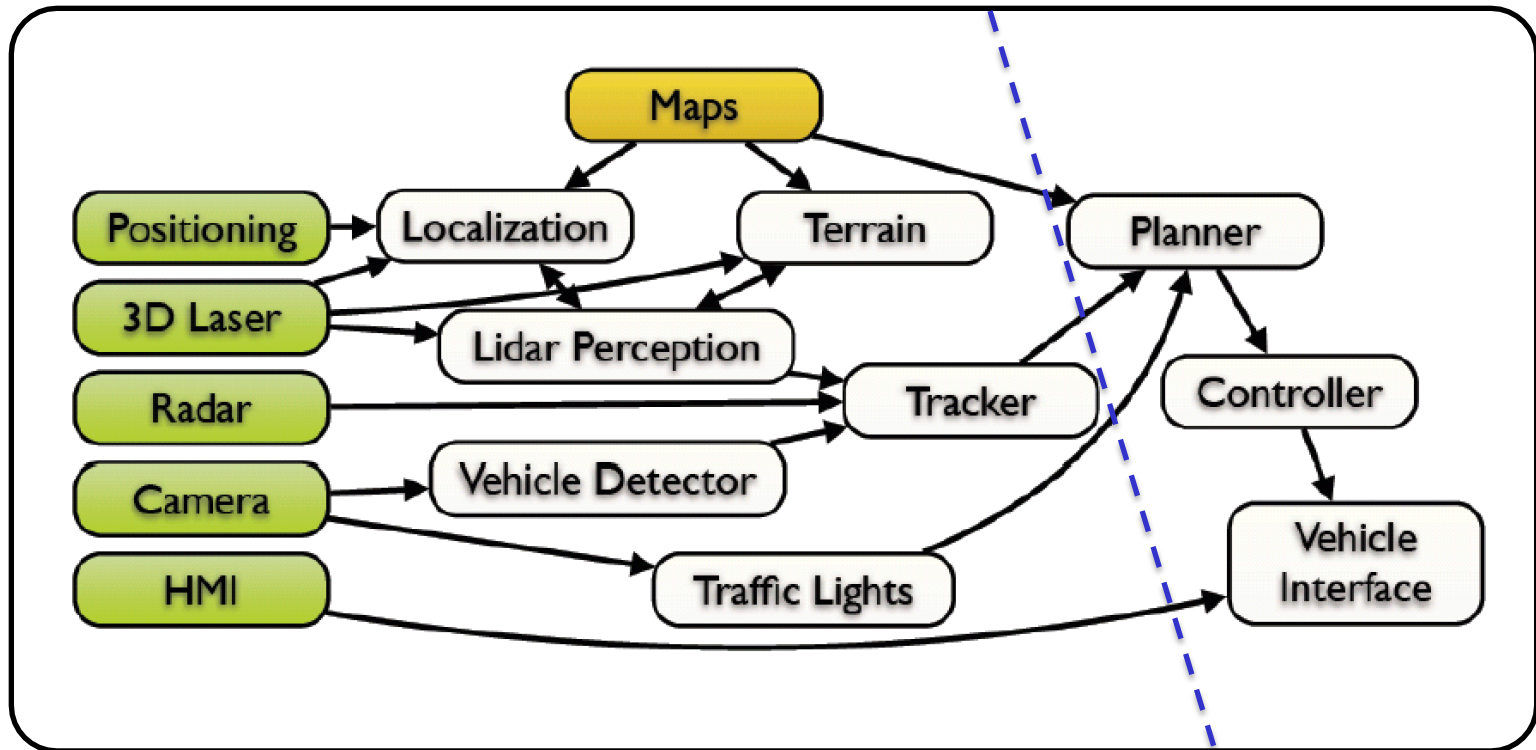 Maps
Positioning
Localization
Terrain
Planner
3D Laser
Lidar Perception
Radar
Tracker
Controller
Camera
Vehicle Detector
Vehicle
Interface
HMI
Traffic Lights